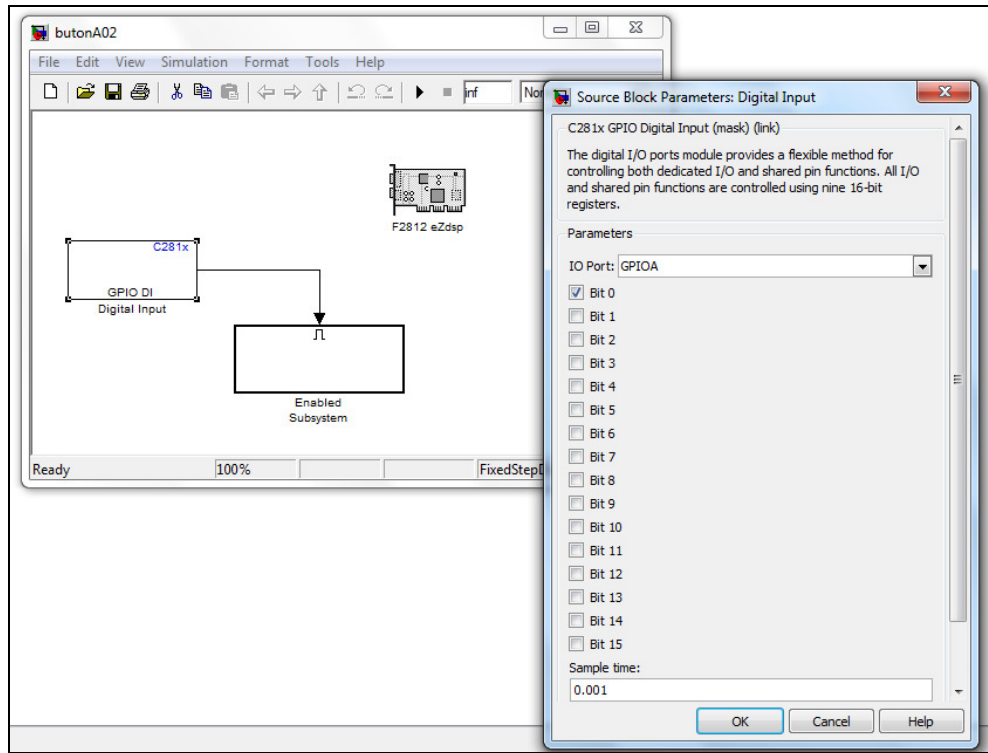 butonA02
File Edit View Simulation Format Tools Help
inf
F2812 eZdsp
C281x
GPIO DI
Digital Input
Enabled
Subsystem
Ready 100%
Source Block Parameters: Digital Input
C281x GPIO Digital Input (mask) (link)
The digital I/O ports module provides a flexible method for
controlling both dedicated I/O and shared pin functions. All I/O
and shared pin functions are controlled using nine 16-bit
registers.
Parameters
IO Port: GPIOA
Bit 0
Bit 1
Bit 2
Bit 3
Bit 4
Bit 5
Bit 6
Bit 7
Bit 8
Bit 9
Bit 10
Bit 11
Bit 12
Bit 13
Bit 14
Bit 15
Sample time:
0.001
OK Cancel Help